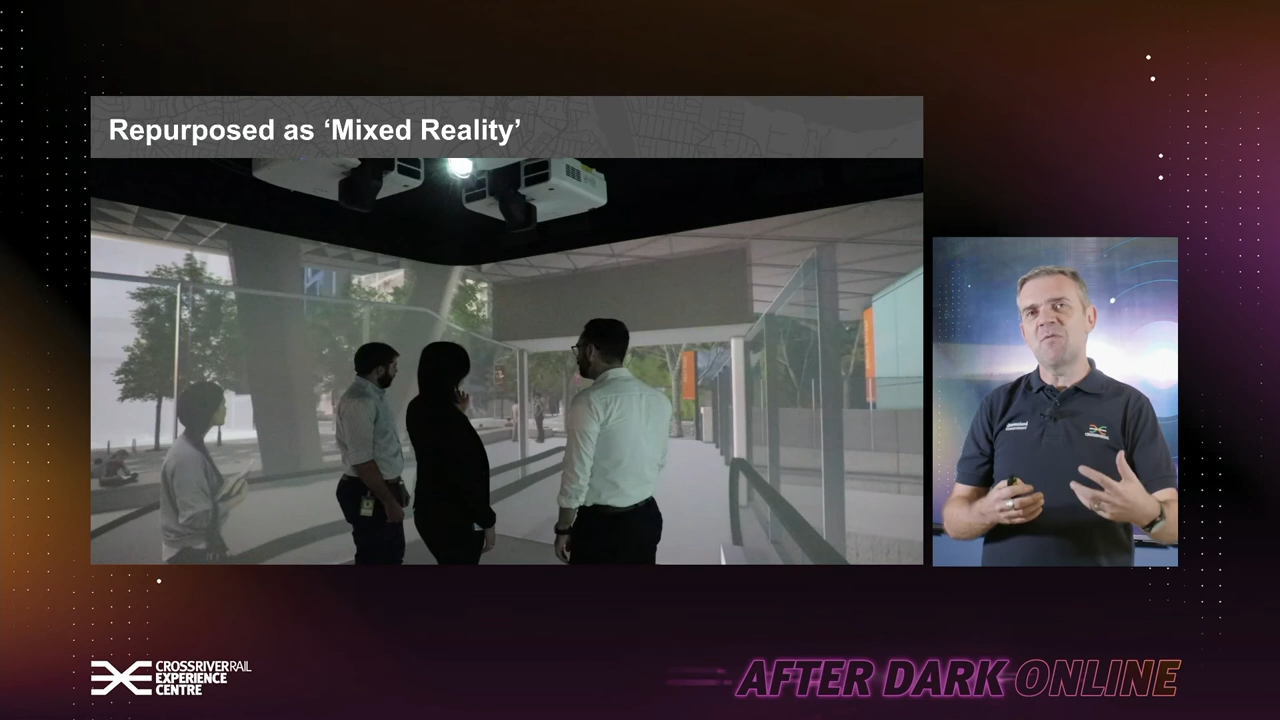 Repurposed as ‘Mixed Reality’
CROSSRIVERRAIL
EXPERIENCE
CENTRE
AFTER DARK ONLINE